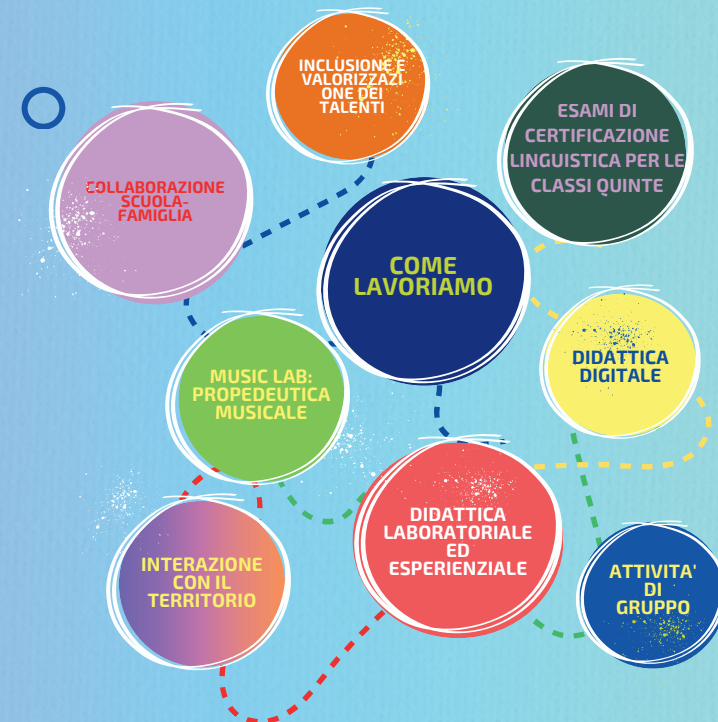 INCLUSIONE E
VALORIZZAZI
ONE DEI
TALENTI
ESAMI DI
CERTIFICAZIONE
LINGUISTICA PER LE
CLASSI QUINTE
COLLABORAZIONE
SCUOLA-
FAMIGLIA
COME
LAVORIAMO
DIDATTICA
DIGITALE
MUSIC LAB:
PROPEDEUTICA
MUSICALE
DIDATTICA
LABORATORIALE
ED
ESPERIENZIALE
INTERAZIONE
CON IL
TERRITORIO
ATTIVITA'
DI
GRUPPO